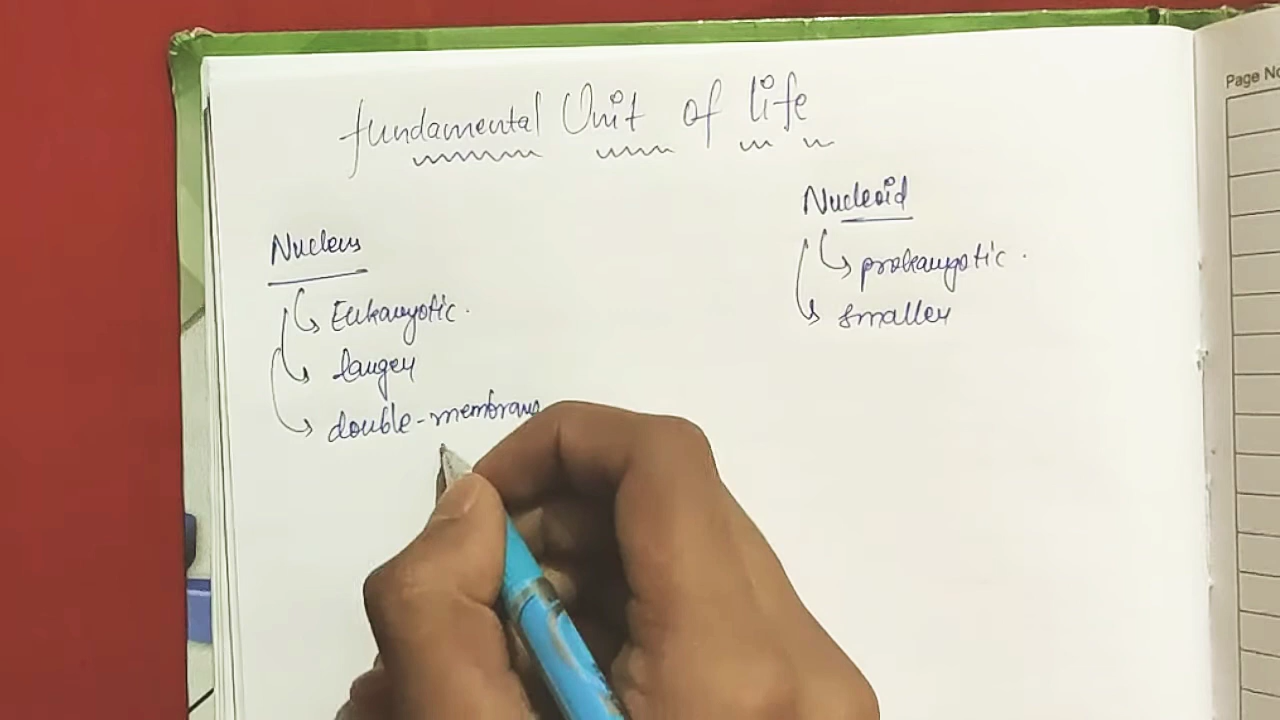 fundamental Unit of life
Nucleus
Eukaryotic.
larger
double-membrane
Nucleoid
prokaryotic.
smaller
Page No